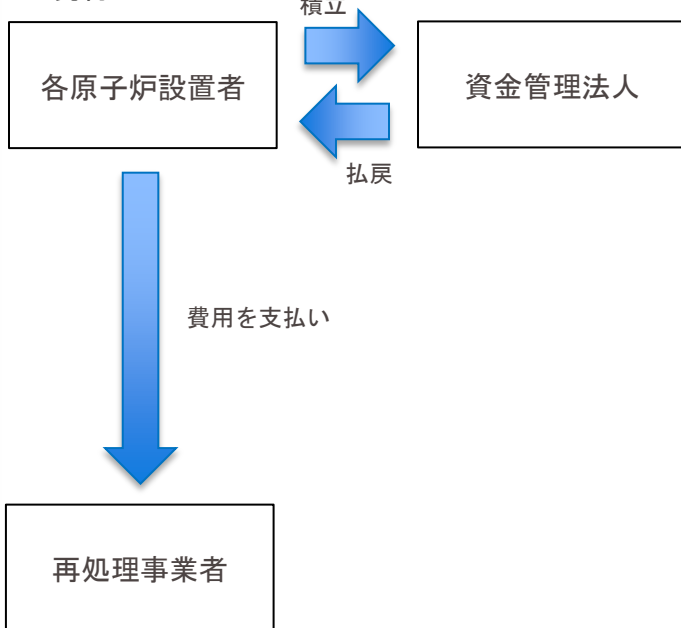 積立
各原子炉設置者
資金管理法人
払戻
費用を支払い
再処理事業者